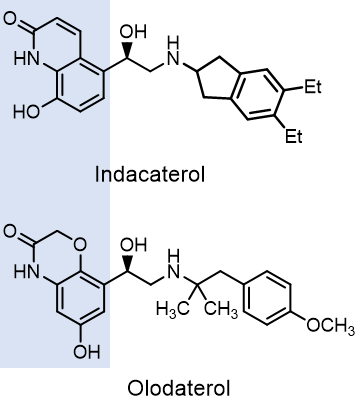 O
OH
H
N
HN
HO
Et
Et
Indacaterol
O
O
OH
H
N
HN
H₃C CH₃
OCH₃
OH
Olodaterol